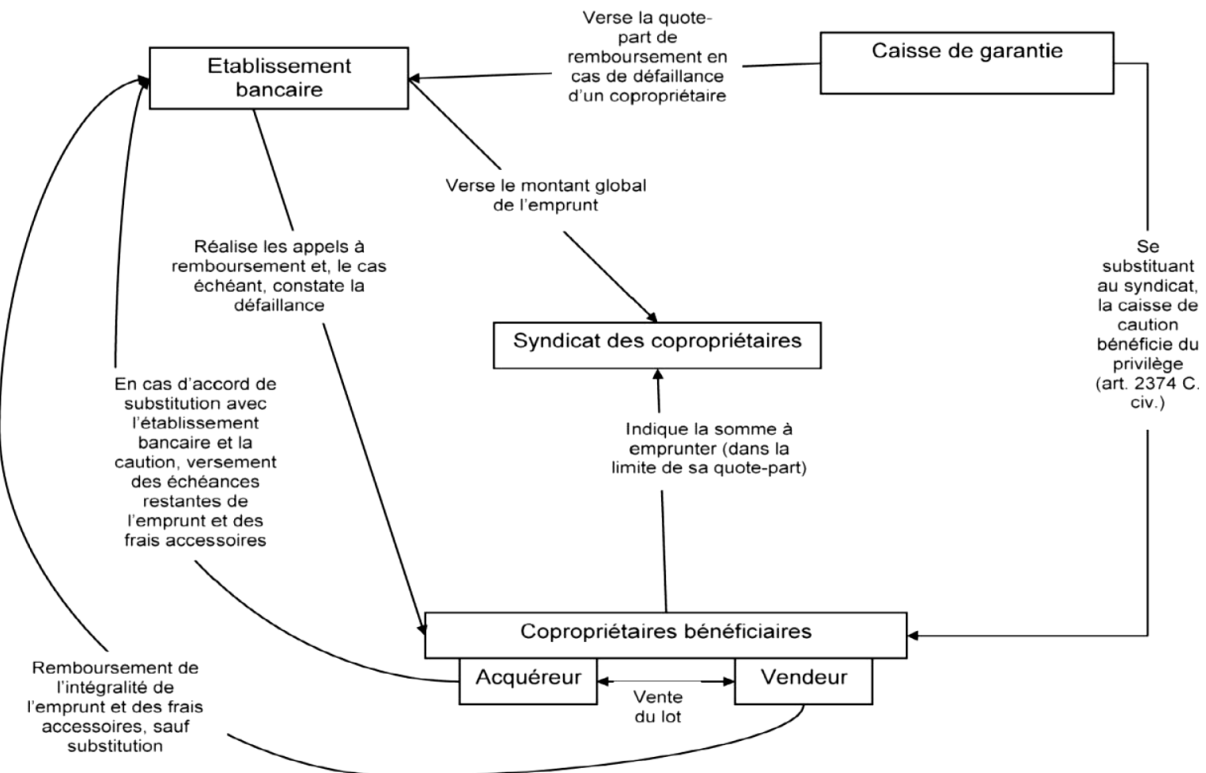 Verse la quote-
part de
remboursement en
cas de défaillance
d'un copropriétaire
Etablissement
bancaire
Caisse de garantie
Verse le montant global
de l'emprunt
Réalise les appels à
remboursement et, le cas
échéant, constate la
défaillance
Se
substituant
au syndicat,
la caisse de
caution
bénéficie du
privilège
(art. 2374 C.
civ.)
Syndicat des copropriétaires
En cas d'accord de
substitution avec
l'établissement
bancaire et la
caution, versement
des échéances
restantes de
l'emprunt et des
frais accessoires
Indique la somme à
emprunter (dans la
limite de sa quote-part)
Copropriétaires bénéficiaires
Acquéreur
Vendeur
Vente
du lot
Remboursement de
l'intégralité de
l'emprunt et des frais
accessoires, sauf
substitution